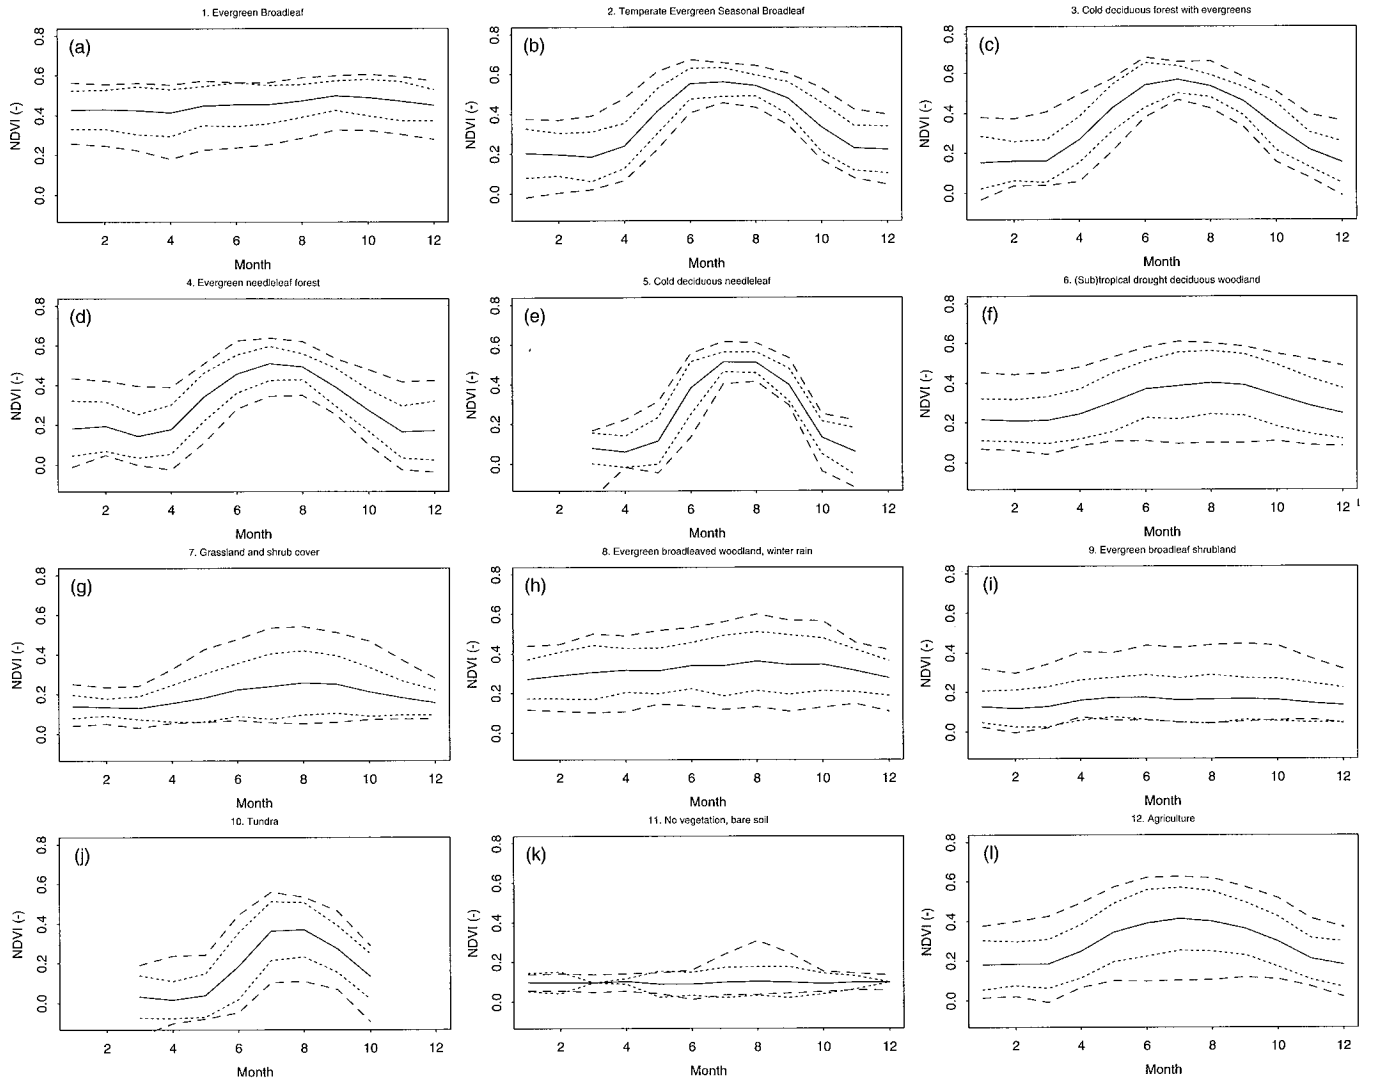 1. Evergreen Broadleaf
(a)
NDVI (-)
0.0 0.2 0.4 0.6 0.8
2 4 6 8 10 12
Month
2. Temperate Evergreen Seasonal Broadleaf
(b)
NDVI (-)
0.0 0.2 0.4 0.6 0.8
2 4 6 8 10 12
Month
3. Cold deciduous forest with evergreens
(c)
NDVI (-)
0.0 0.2 0.4 0.6 0.8
2 4 6 8 10 12
Month
4. Evergreen needleleaf forest
(d)
NDVI (-)
0.0 0.2 0.4 0.6 0.8
2 4 6 8 10 12
Month
5. Cold deciduous needleleaf
(e)
NDVI (-)
0.0 0.2 0.4 0.6 0.8
2 4 6 8 10 12
Month
6. (Sub)tropical drought deciduous woodland
(f)
NDVI (-)
0.0 0.2 0.4 0.6 0.8
2 4 6 8 10 12
Month
7. Grassland and shrub cover
(g)
NDVI (-)
0.0 0.2 0.4 0.6 0.8
2 4 6 8 10 12
Month
8. Evergreen broadleaved woodland, winter rain
(h)
NDVI (-)
0.0 0.2 0.4 0.6 0.8
2 4 6 8 10 12
Month
9. Evergreen broadleaf shrubland
(i)
NDVI (-)
0.0 0.2 0.4 0.6 0.8
2 4 6 8 10 12
Month
10. Tundra
(j)
NDVI (-)
0.0 0.2 0.4 0.6 0.8
2 4 6 8 10 12
Month
11. No vegetation, bare soil
(k)
NDVI (-)
0.0 0.2 0.4 0.6 0.8
2 4 6 8 10 12
Month
12. Agriculture
(l)
NDVI (-)
0.0 0.2 0.4 0.6 0.8
2 4 6 8 10 12
Month